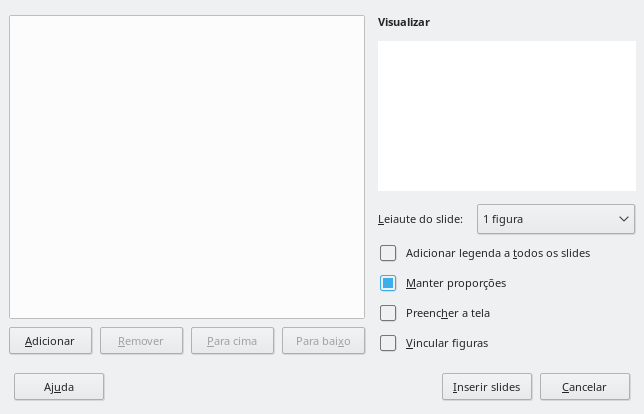 Visualizar
Leiaute do slide: 1 figura
Adicionar legenda a todos os slides
Manter proporções
Preencher a tela
Vincular figuras
Adicionar Remover Para cima Para baixo
Ajuda Inserir slides Cancelar